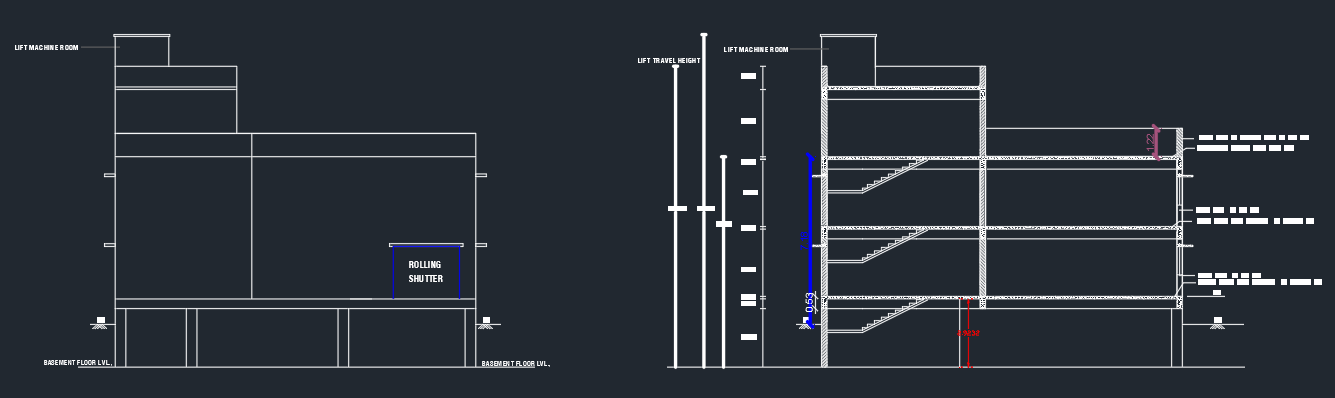 LIFT MACHINE ROOM
ROLLING
SHUTTER
BASEMENT FLOOR LVL.
BASEMENT FLOOR LVL.
LIFT TRAVEL HEIGHT
LIFT MACHINE ROOM
1.22
0.53